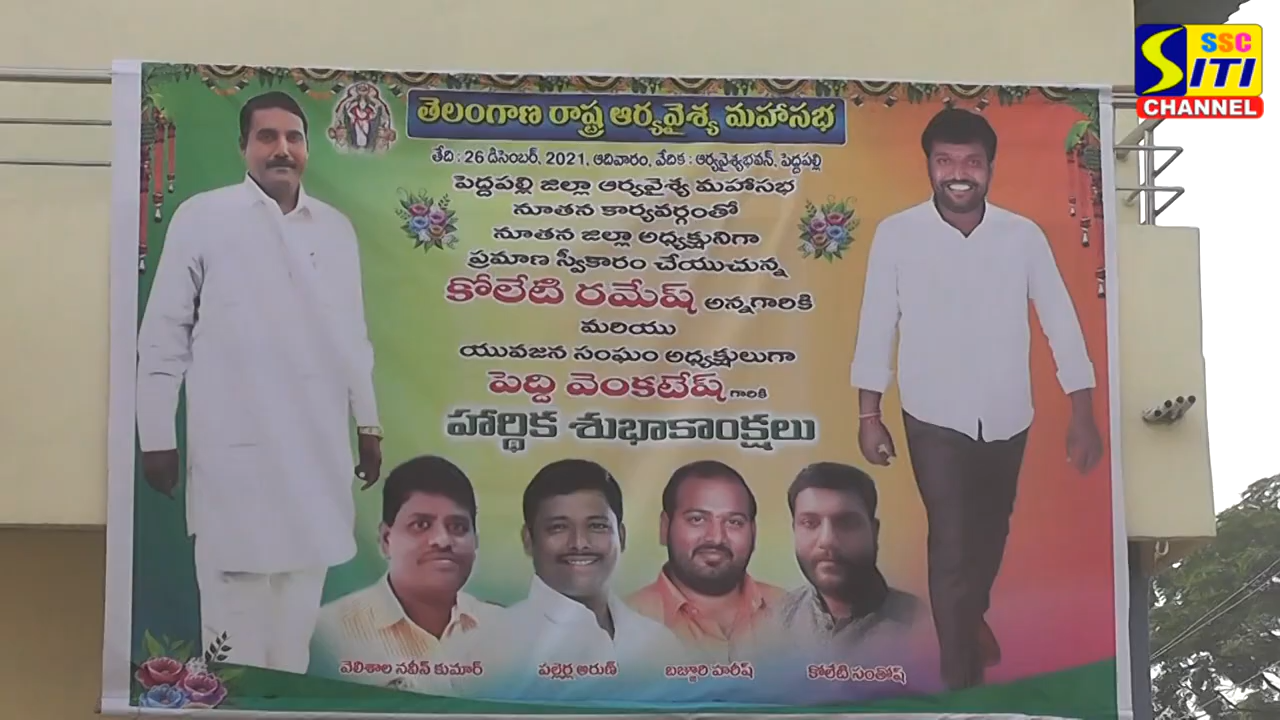 SSC
SITI
CHANNEL
తెలంగాణ రాష్ట్ర ఆర్యవైశ్య మహాసభ
తేది : 26 డిసెంబర్, 2021, ఆదివారం, వేదిక : ఆర్యవైశ్యభవన్, పెద్దపల్లి
పెద్దపల్లి జిల్లా ఆర్యవైశ్య మహాసభ
నూతన కార్యవర్గంతో
నూతన జిల్లా అధ్యక్షునిగా
ప్రమాణ స్వీకారం చేయుచున్న
కోలేటి రమేష్ అన్నగారికి
మరియు
యువజన సంఘం అధ్యక్షులుగా
పెద్ది వెంకటేష్ గారికి
హార్థిక శుభాకాంక్షలు
వెలిశాల నవీన్ కుమార్ పల్లెర్ల అరుణ్ బజ్జూరి హరీష్ కోలేటి సంతోష్